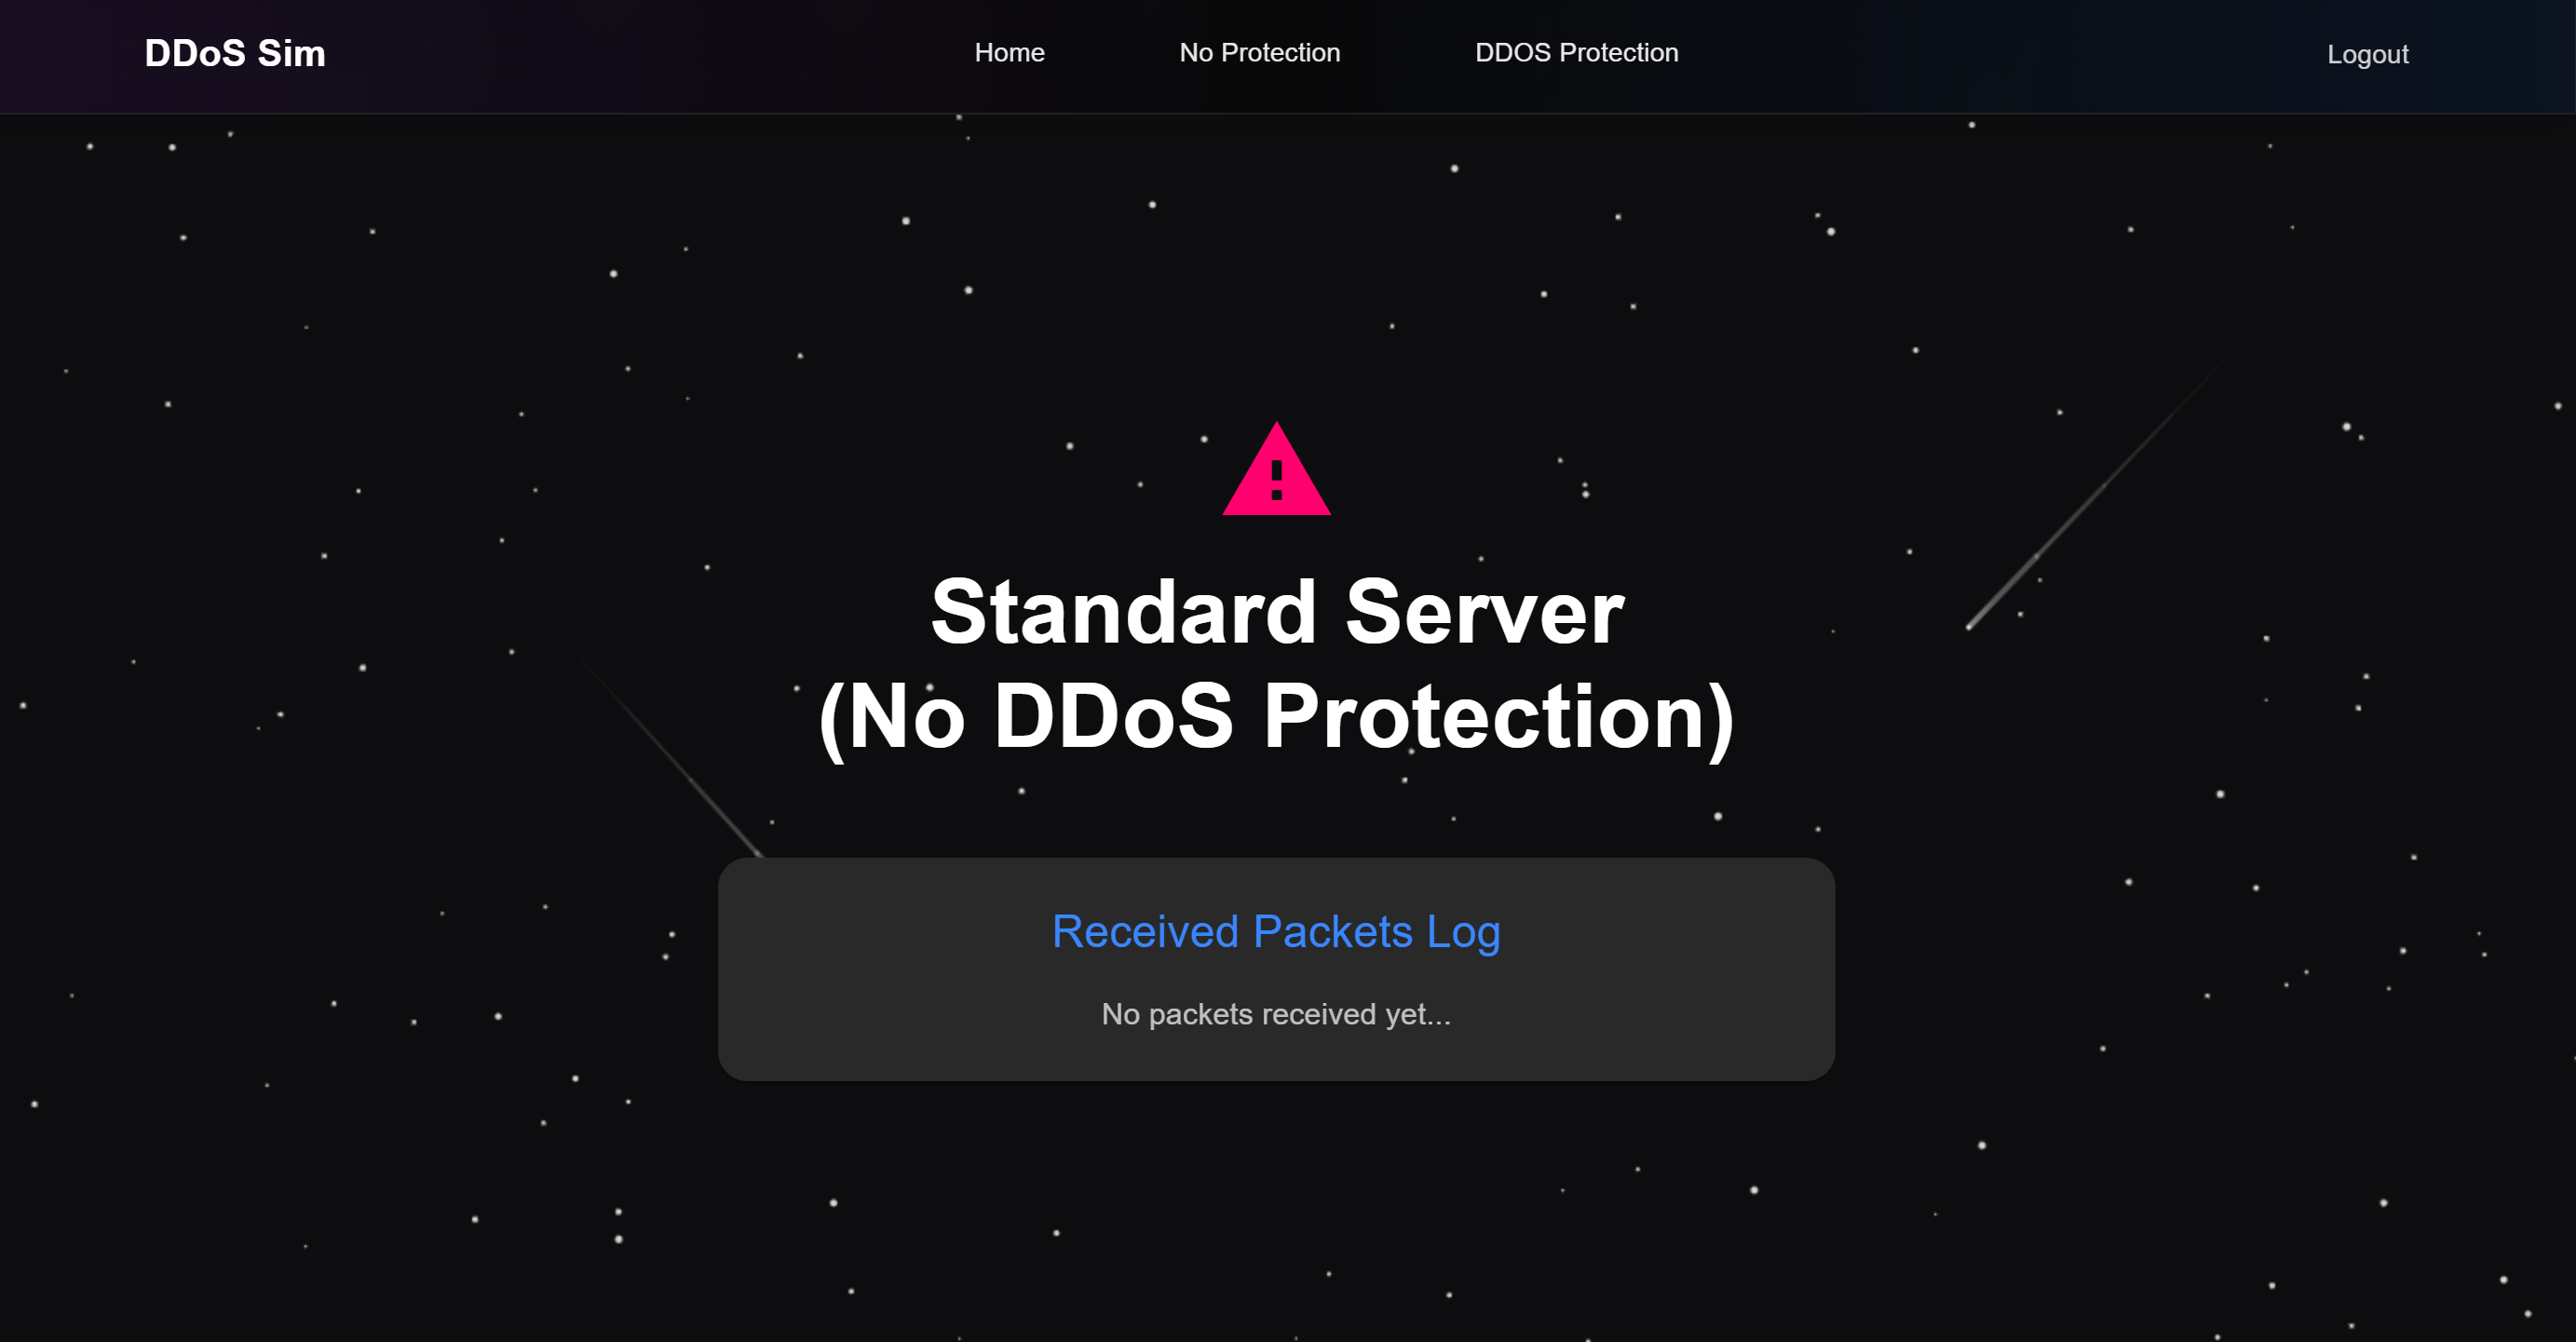 DDoS Sim
Home
No Protection
DDOS Protection
Logout
Standard Server
(No DDoS Protection)
Received Packets Log
No packets received yet...